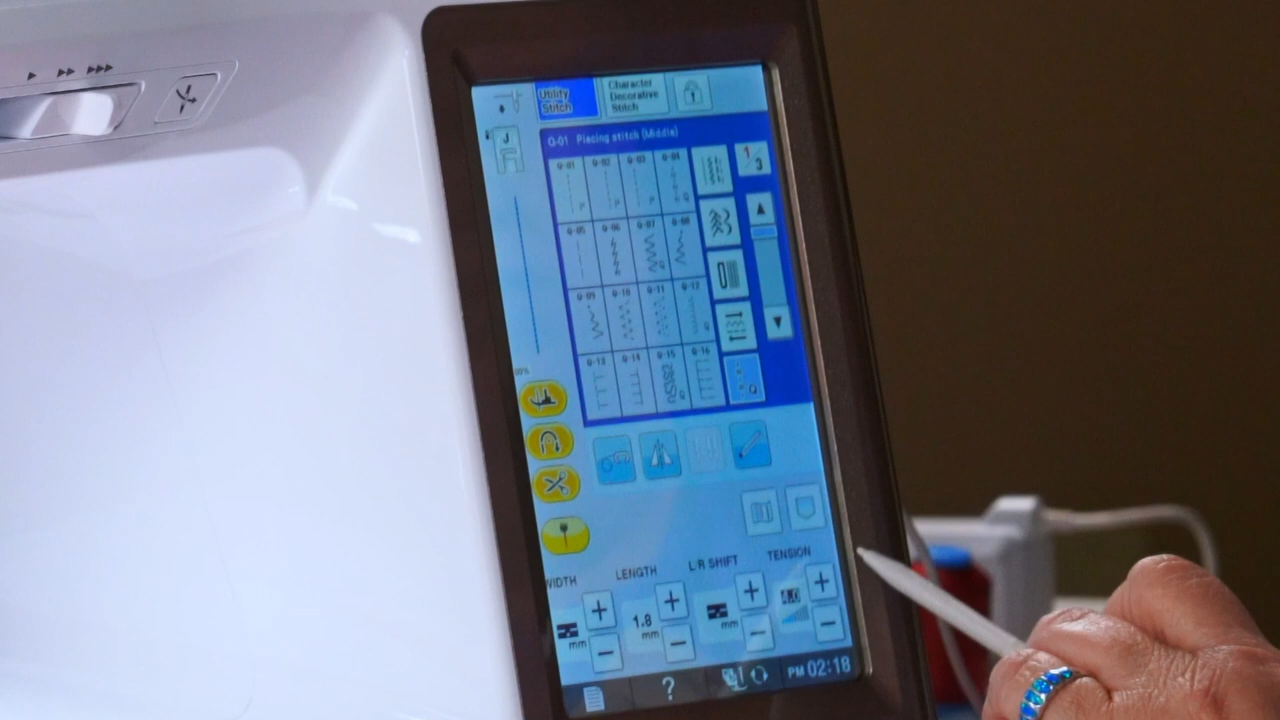 Utility
Stitch
Character
Decorative
Stitch
J
Q-01 Piecing stitch (Middle)
1/3
Q-01 Q-02 Q-03 Q-04
P P P Q
Q-05 Q-06 Q-07 Q-08
Q-09 Q-10 Q-11 Q-12
Q-13 Q-14 Q-15 Q-16
Q
WIDTH LENGTH L/R SHIFT TENSION
mm 1.8 mm mm 4.0
+ + + +
− − − −
? PM 02:18